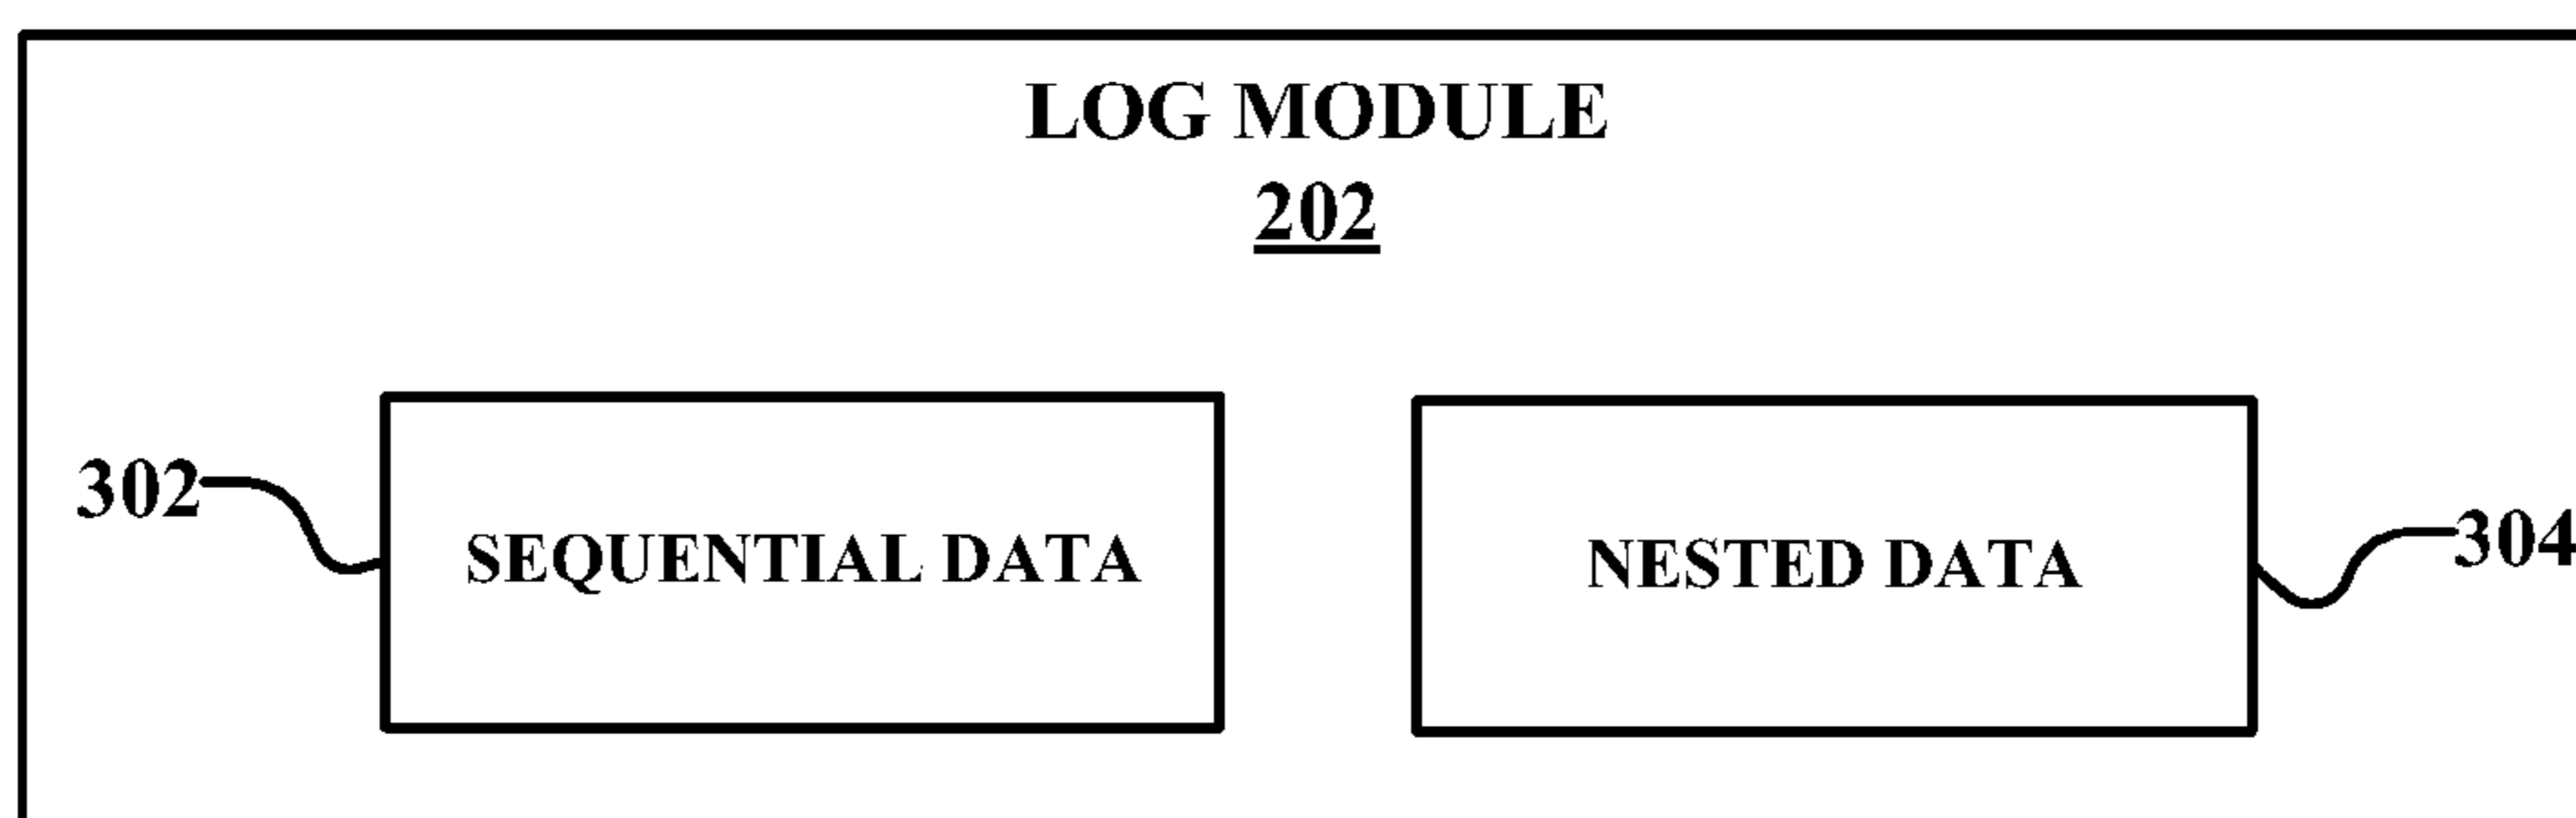 LOG MODULE
202
302
SEQUENTIAL DATA
NESTED DATA
304